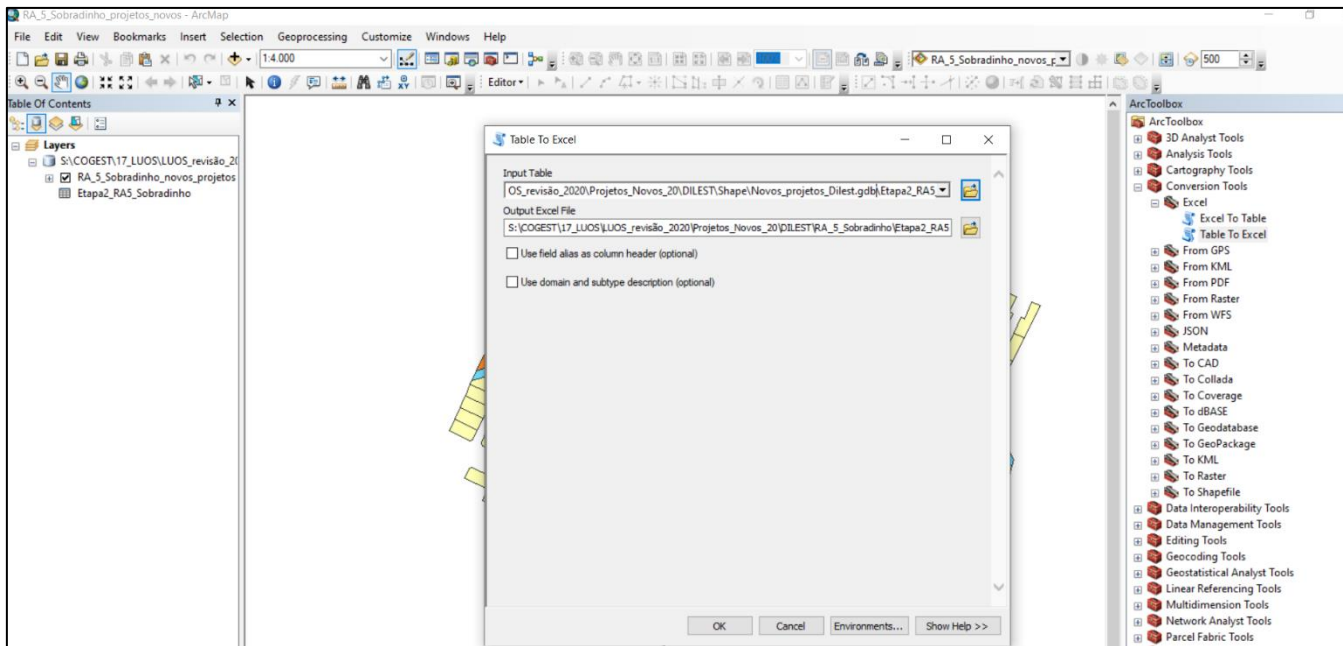 RA_5_Sobradinho_projetos_novos - ArcMap
File Edit View Bookmarks Insert Selection Geoprocessing Customize Windows Help
1:4.000
RA_5_Sobradinho_novos_p
500
Editor
Table Of Contents
Layers
S:\COGEST\17_LUOS\LUOS_revisão_20
RA_5_Sobradinho_novos_projetos
Etapa2_RA5_Sobradinho
Table To Excel
Input Table
OS_revisão_2020\Projetos_Novos_20\DILEST\Shape\Novos_projetos_Dilest.gdb\Etapa2_RA5_
Output Excel File
S:\COGEST\17_LUOS\LUOS_revisão_2020\Projetos_Novos_20\DILEST\RA_5_Sobradinho\Etapa2_RA5
Use field alias as column header (optional)
Use domain and subtype description (optional)
OK Cancel Environments... Show Help >>
ArcToolbox
ArcToolbox
3D Analyst Tools
Analysis Tools
Cartography Tools
Conversion Tools
Excel
Excel To Table
Table To Excel
From GPS
From KML
From PDF
From Raster
From WFS
JSON
Metadata
To CAD
To Collada
To Coverage
To dBASE
To Geodatabase
To GeoPackage
To KML
To Raster
To Shapefile
Data Interoperability Tools
Data Management Tools
Editing Tools
Geocoding Tools
Geostatistical Analyst Tools
Linear Referencing Tools
Multidimension Tools
Network Analyst Tools
Parcel Fabric Tools